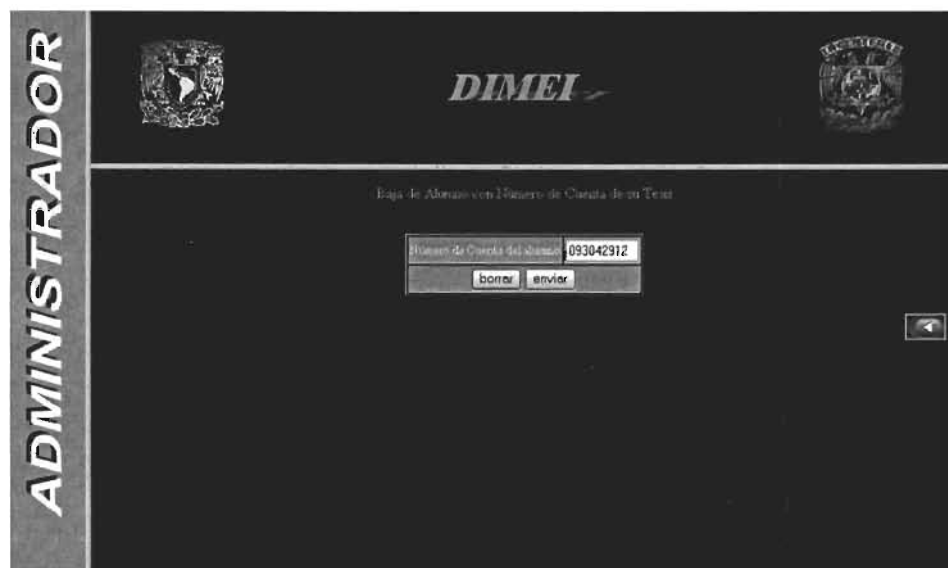 ADMINISTRADOR
DIMEI
Baja de Alumno con Número de Cuenta de su Tesis
Número de Cuenta del alumno 093042912
borrar enviar